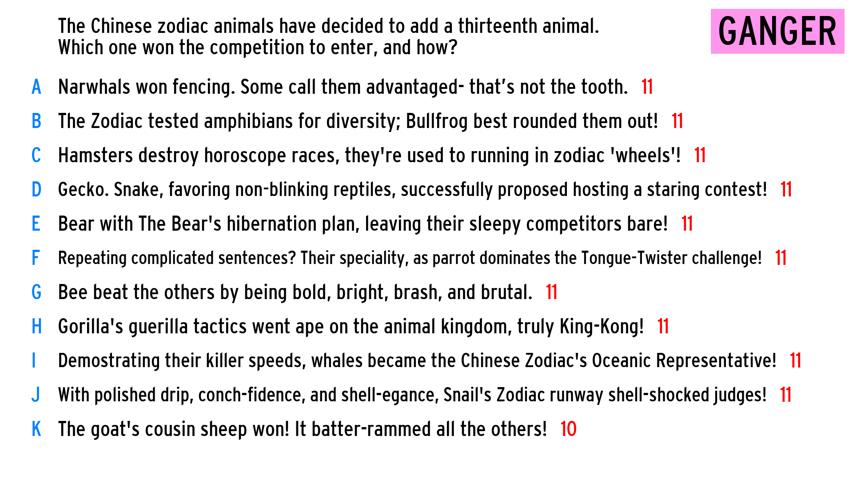 The Chinese zodiac animals have decided to add a thirteenth animal.
Which one won the competition to enter, and how?
GANGER
A Narwhals won fencing. Some call them advantaged- that's not the tooth. 11
B The Zodiac tested amphibians for diversity; Bullfrog best rounded them out! 11
C Hamsters destroy horoscope races, they're used to running in zodiac 'wheels'! 11
D Gecko. Snake, favoring non-blinking reptiles, successfully proposed hosting a staring contest! 11
E Bear with The Bear's hibernation plan, leaving their sleepy competitors bare! 11
F Repeating complicated sentences? Their speciality, as parrot dominates the Tongue-Twister challenge! 11
G Bee beat the others by being bold, bright, brash, and brutal. 11
H Gorilla's guerilla tactics went ape on the animal kingdom, truly King-Kong! 11
I Demostrating their killer speeds, whales became the Chinese Zodiac's Oceanic Representative! 11
J With polished drip, conch-fidence, and shell-egance, Snail's Zodiac runway shell-shocked judges! 11
K The goat's cousin sheep won! It batter-rammed all the others! 10